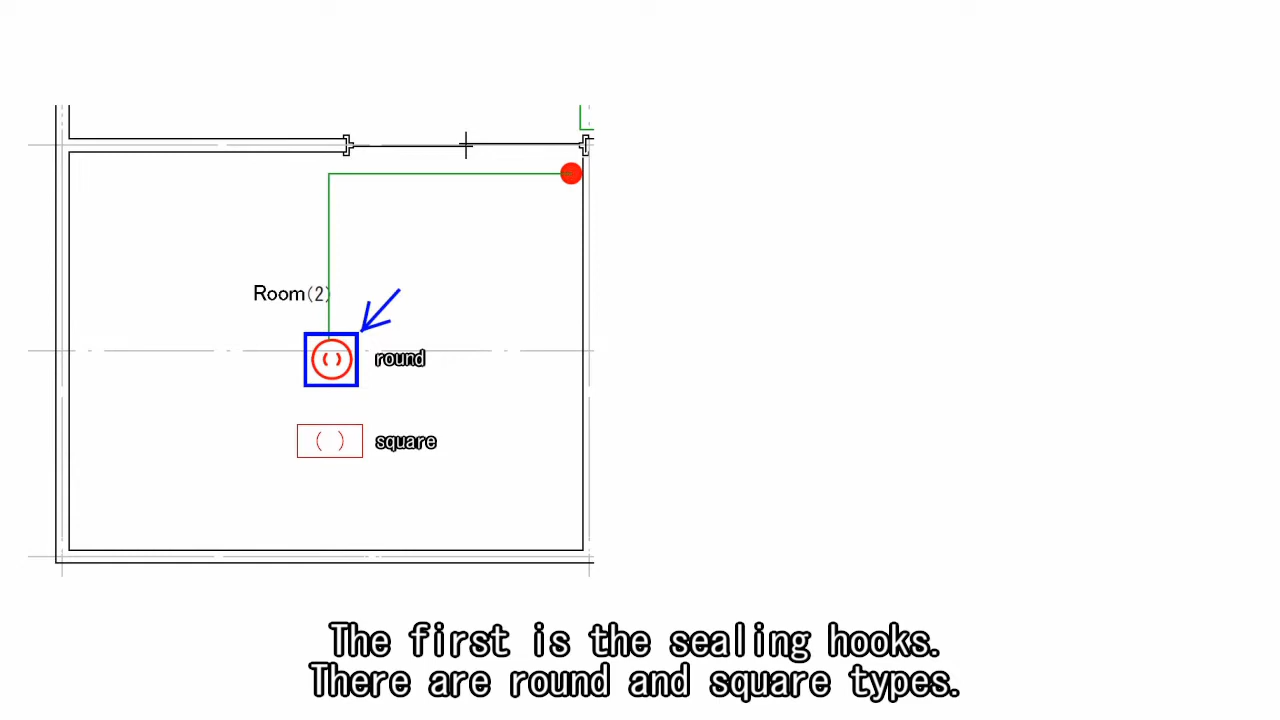 Room(2)
( )
round
( )
square
The first is the sealing hooks.
There are round and square types.